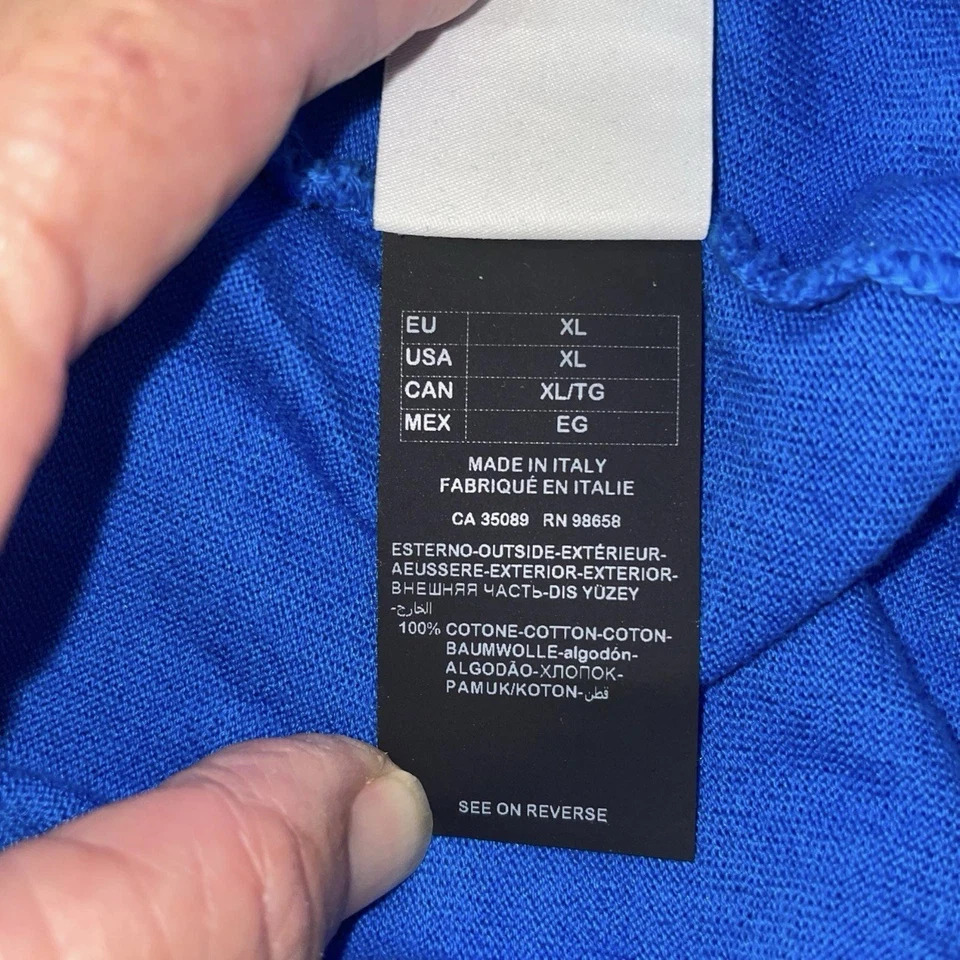 EU XL
USA XL
CAN XL/TG
MEX EG
MADE IN ITALY
FABRIQUÉ EN ITALIE
CA 35089 RN 98658
ESTERNO-OUTSIDE-EXTÉRIEUR-
AEUSSERE-EXTERIOR-EXTERIOR-
ВНЕШНЯЯ ЧАСТЬ-DIS YÜZEY
-الخارج
100% COTONE-COTTON-COTON-
BAUMWOLLE-algodón-
ALGODÃO-ХЛОПОК-
PAMUK/KOTON-قطن
SEE ON REVERSE